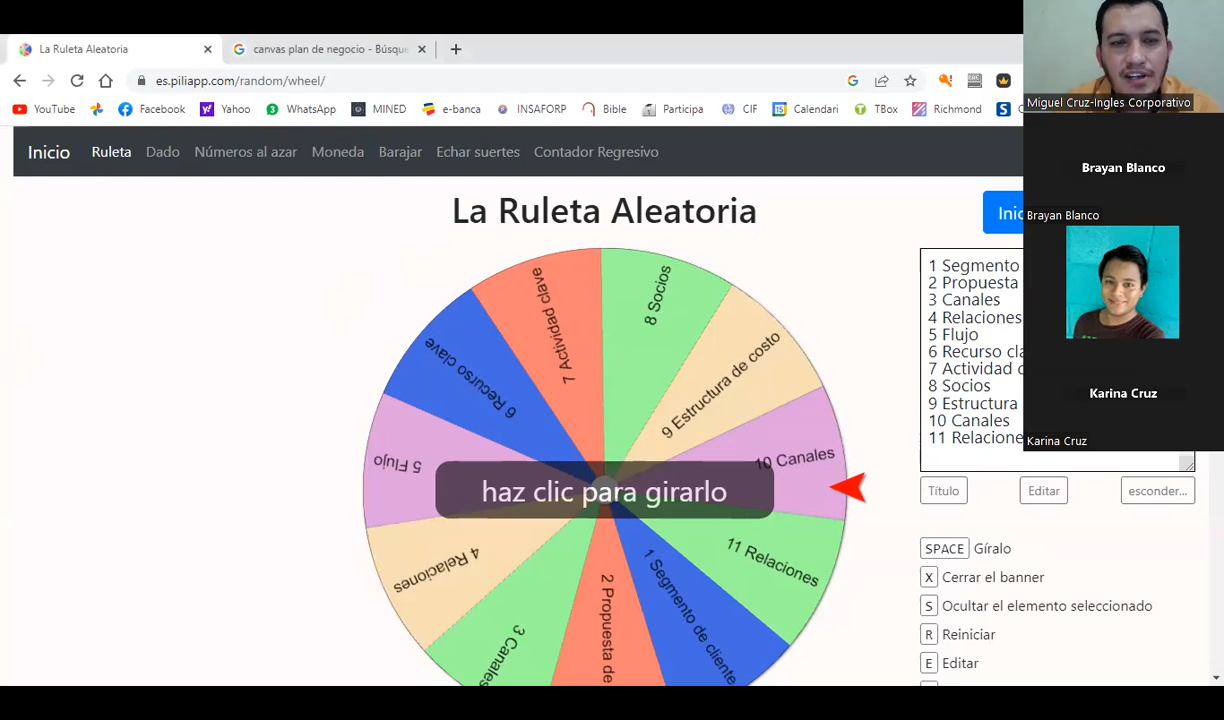 La Ruleta Aleatoria
canvas plan de negocio - Búsque
es.piliapp.com/random/wheel/
YouTube
Facebook
Yahoo
WhatsApp
MINED
e-banca
INSAFORP
Bible
Participa
CIF
Calendari
TBox
Richmond
Inicio
Ruleta
Dado
Números al azar
Moneda
Barajar
Echar suertes
Contador Regresivo
La Ruleta Aleatoria
7 Actividad clave
8 Socios
9 Estructura de costo
10 Canales
11 Relaciones
1 Segmento de cliente
2 Propuesta de
3 Canales
4 Relaciones
5 Flujo
6 Recurso clave
haz clic para girarlo
1 Segmento
2 Propuesta
3 Canales
4 Relaciones
5 Flujo
6 Recurso cla
7 Actividad c
8 Socios
9 Estructura
10 Canales
11 Relacione
Título
Editar
esconder...
SPACE Gíralo
X Cerrar el banner
S Ocultar el elemento seleccionado
R Reiniciar
E Editar
Miguel Cruz-Ingles Corporativo
Brayan Blanco
Brayan Blanco
Karina Cruz
Karina Cruz